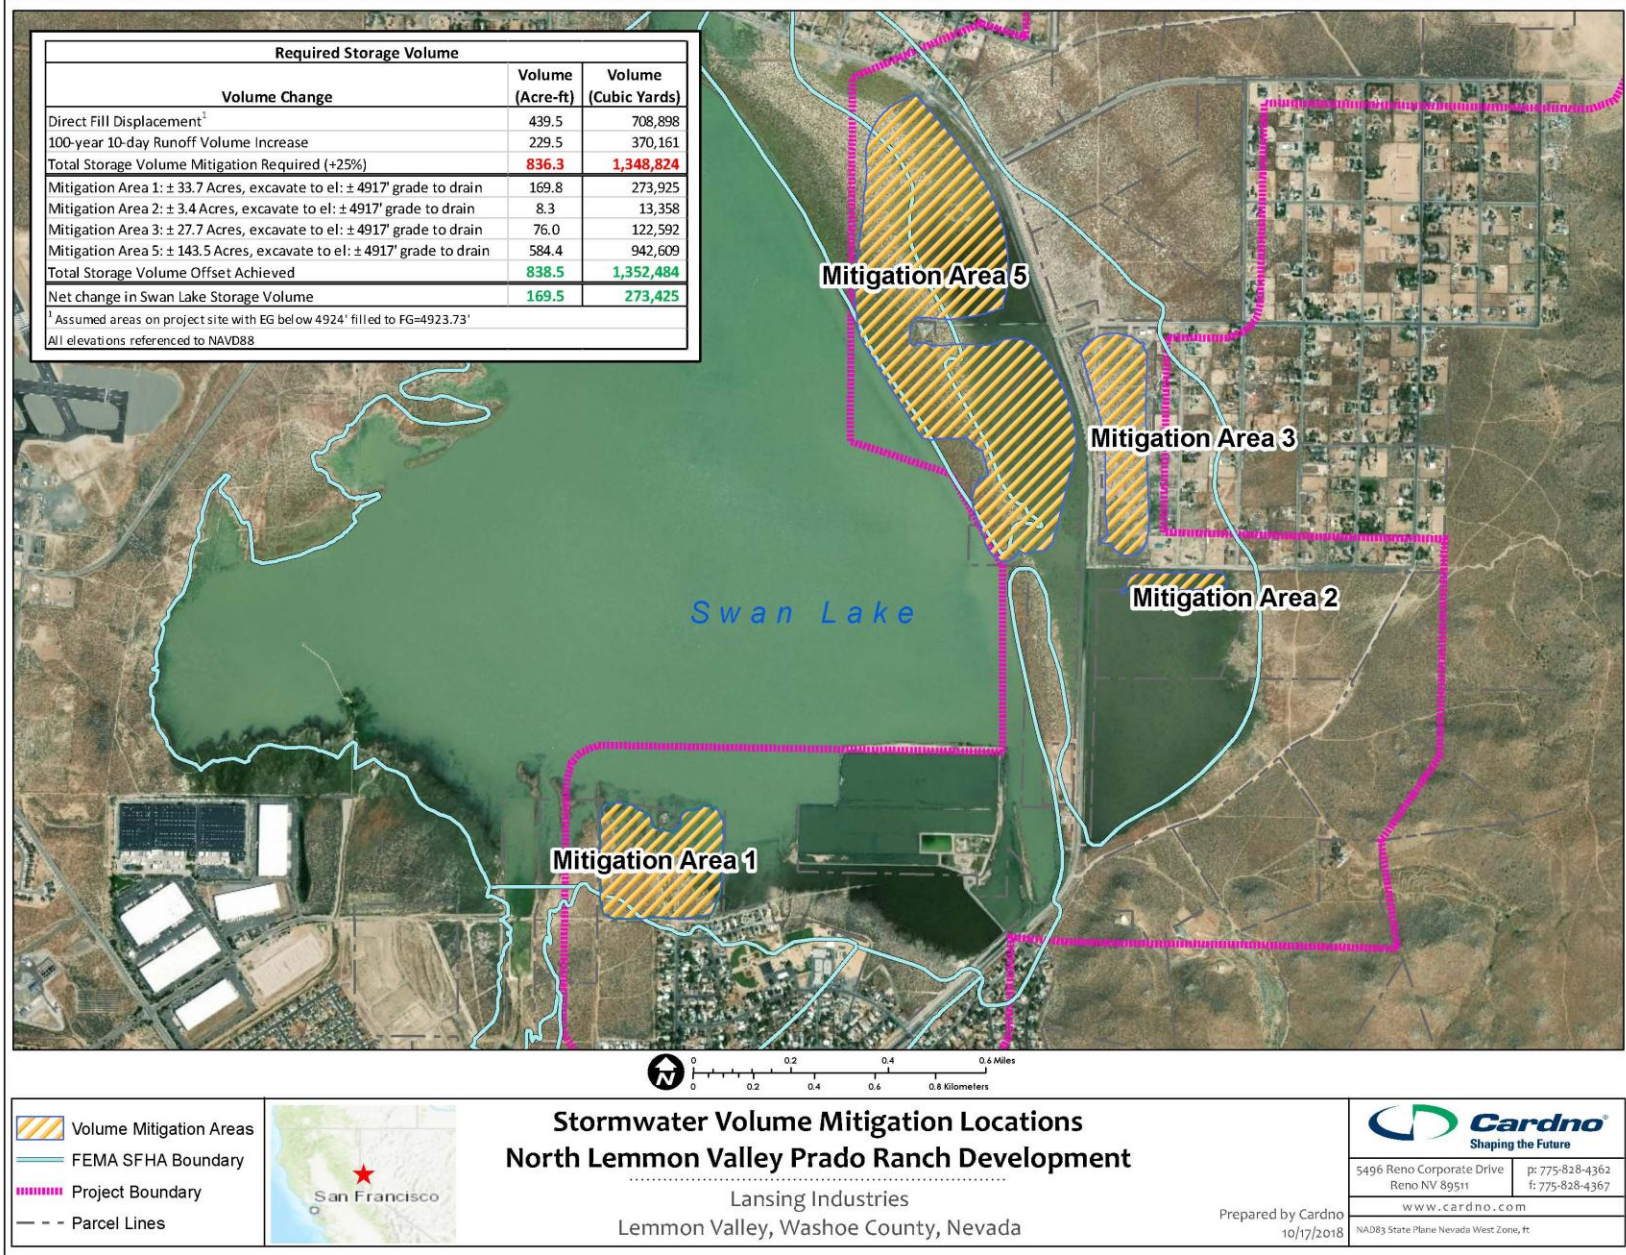 Required Storage Volume
Volume Change Volume (Acre-ft) Volume (Cubic Yards)
Direct Fill Displacement¹ 439.5 708,898
100-year 10-day Runoff Volume Increase 229.5 370,161
Total Storage Volume Mitigation Required (+25%) 836.3 1,348,824
Mitigation Area 1: ± 33.7 Acres, excavate to el: ± 4917' grade to drain 169.8 273,925
Mitigation Area 2: ± 3.4 Acres, excavate to el: ± 4917' grade to drain 8.3 13,358
Mitigation Area 3: ± 27.7 Acres, excavate to el: ± 4917' grade to drain 76.0 122,592
Mitigation Area 5: ± 143.5 Acres, excavate to el: ± 4917' grade to drain 584.4 942,609
Total Storage Volume Offset Achieved 838.5 1,352,484
Net change in Swan Lake Storage Volume 169.5 273,425
¹ Assumed areas on project site with EG below 4924' filled to FG=4923.73'
All elevations referenced to NAVD88
Mitigation Area 5
Mitigation Area 3
Mitigation Area 2
Swan Lake
Mitigation Area 1
N
0 0.2 0.4 0.6 Miles
0 0.2 0.4 0.6 0.8 Kilometers
Volume Mitigation Areas
FEMA SFHA Boundary
Project Boundary
Parcel Lines
San Francisco
Stormwater Volume Mitigation Locations
North Lemmon Valley Prado Ranch Development
Lansing Industries
Lemmon Valley, Washoe County, Nevada
Prepared by Cardno
10/17/2018
Cardno®
Shaping the Future
5496 Reno Corporate Drive
Reno NV 89511
p: 775-828-4362
f: 775-828-4367
www.cardno.com
NAD83 State Plane Nevada West Zone, ft